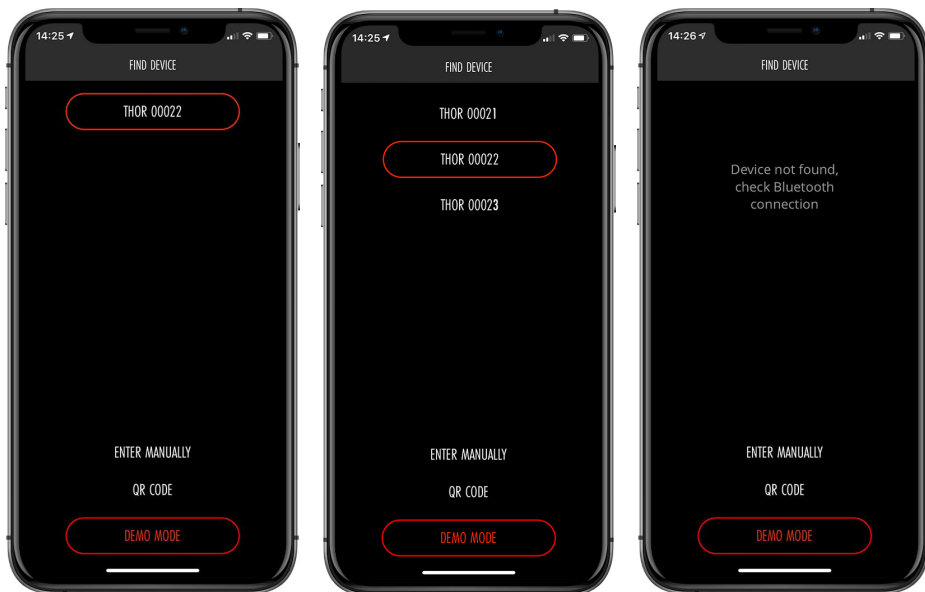 14:25
FIND DEVICE
THOR 00022
ENTER MANUALLY
QR CODE
DEMO MODE
14:25
FIND DEVICE
THOR 00021
THOR 00022
THOR 00023
ENTER MANUALLY
QR CODE
DEMO MODE
14:26
FIND DEVICE
Device not found,
check Bluetooth
connection
ENTER MANUALLY
QR CODE
DEMO MODE